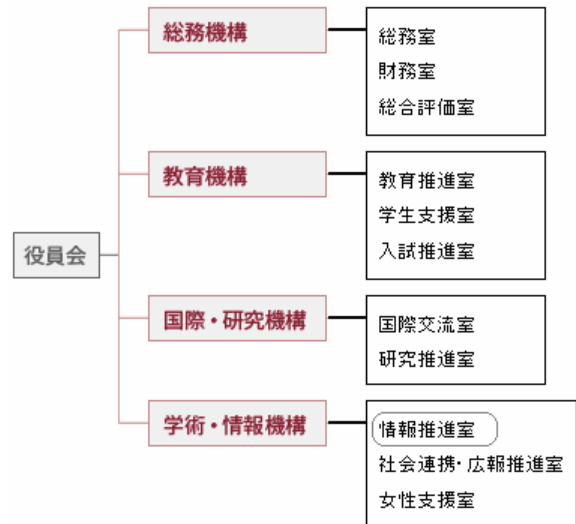 総務機構
総務室
財務室
総合評価室
教育機構
教育推進室
学生支援室
入試推進室
役員会
国際・研究機構
国際交流室
研究推進室
学術・情報機構
情報推進室
社会連携・広報推進室
女性支援室